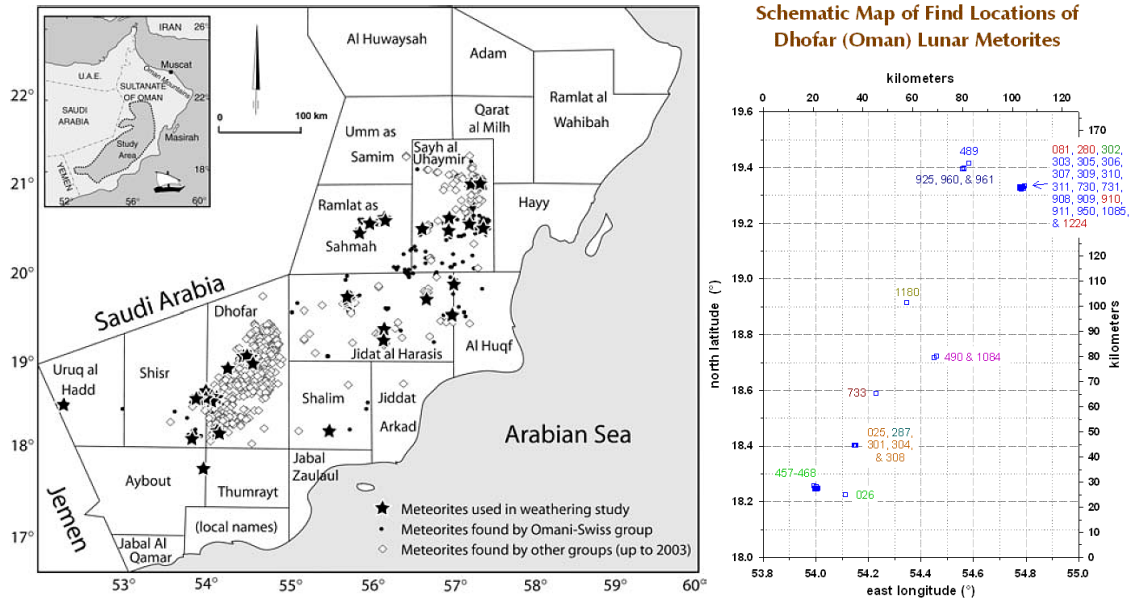 IRAN
26°
Muscat
U.A.E.
Oman Mountains
SULTANATE
OF OMAN
22°
SAUDI
ARABIA
Masirah
Study
Area
18°
YEMEN
52°
56°
60°
0
100 km
Al Huwaysah
Adam
Ramlat al
Wahibah
Qarat
al Milh
Umm as
Samim
Sayh al
Uhaymir
Ramlat as
Sahmah
Hayy
Saudi Arabia
Dhofar
Jidat al Harasis
Al Huqf
Uruq al
Hadd
Shisr
Shalim
Jiddat
Arkad
Arabian Sea
Aybout
Jabal
Zaulaul
Thumrayt
Jemen
(local names)
Jabal Al
Qamar
Meteorites used in weathering study
Meteorites found by Omani-Swiss group
Meteorites found by other groups (up to 2003)
22°
21°
20°
19°
18°
17°
53°
54°
55°
56°
57°
58°
59°
60°
Schematic Map of Find Locations of
Dhofar (Oman) Lunar Metorites
kilometers
0 20 40 60 80 100 120
19.6
19.4
19.2
19.0
18.8
18.6
18.4
18.2
18.0
north latitude (°)
489
925, 960, & 961
081, 280, 302,
303, 305, 306,
307, 309, 310,
311, 730, 731,
908, 909, 910,
911, 950, 1085,
& 1224
1180
490 & 1084
733
025, 287,
301, 304,
& 308
457-468
026
170
120
110
100
90
80
70
60
50
40
30
20
10
0
kilometers
53.8 54.0 54.2 54.4 54.6 54.8 55.0
east longitude (°)